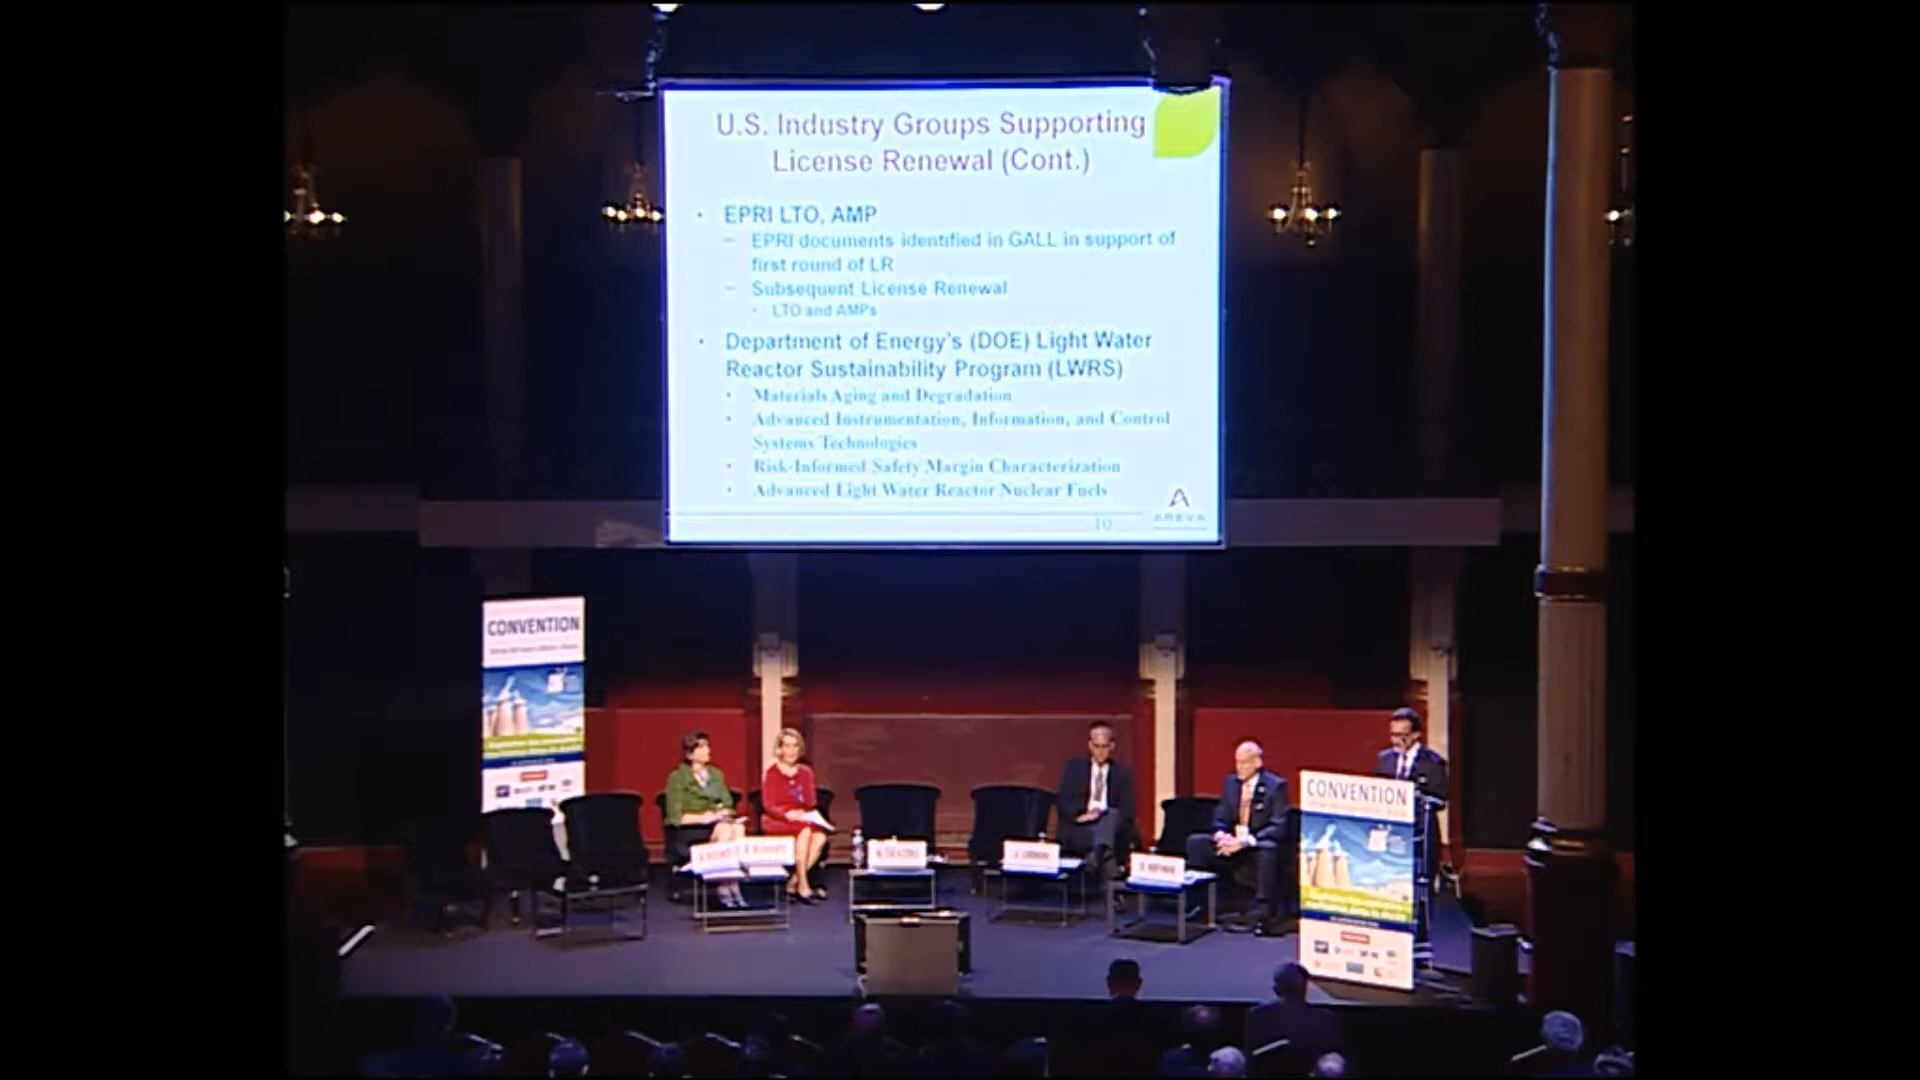 U.S. Industry Groups Supporting
License Renewal (Cont.)
• EPRI LTO, AMP
– EPRI documents identified in GALL in support of
first round of LR
– Subsequent License Renewal
• LTO and AMPs
• Department of Energy's (DOE) Light Water
Reactor Sustainability Program (LWRS)
• Materials Aging and Degradation
• Advanced Instrumentation, Information, and Control
Systems Technologies
• Risk-Informed Safety Margin Characterization
• Advanced Light Water Reactor Nuclear Fuels
10
AREVA
CONVENTION
CONVENTION